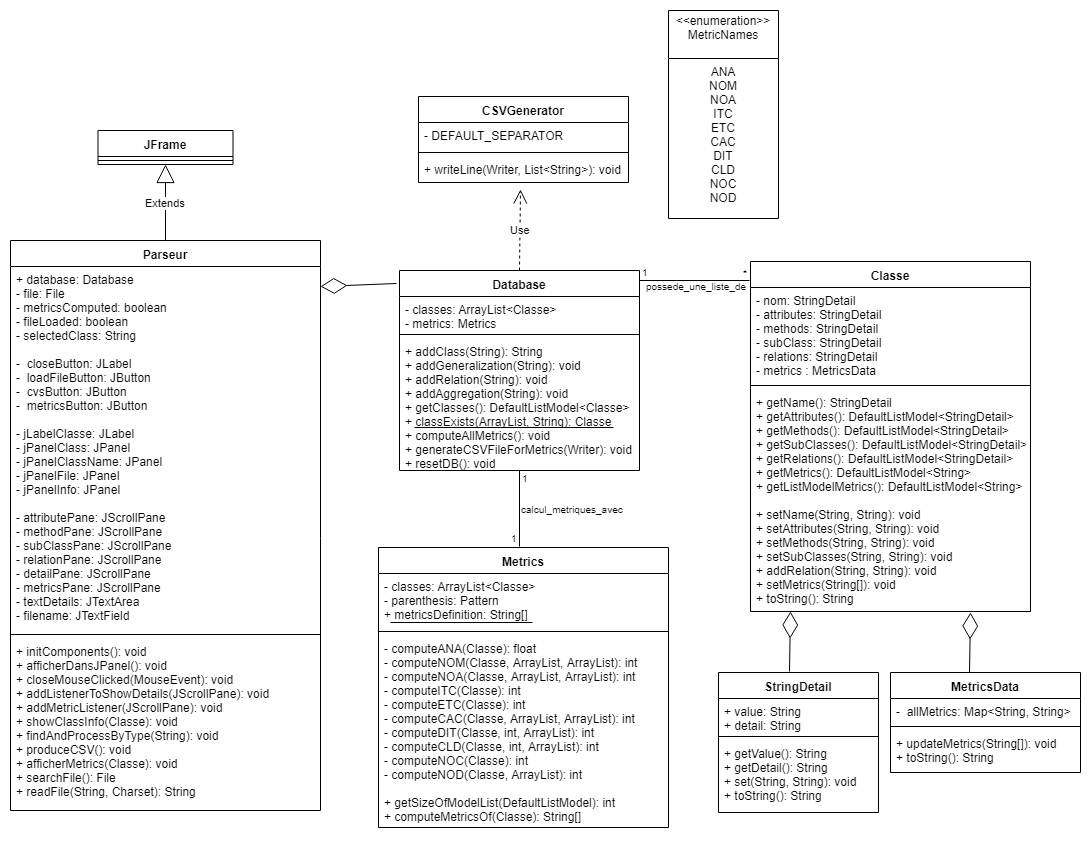 <<enumeration>>
MetricNames
ANA
NOM
NOA
ITC
ETC
CAC
DIT
CLD
NOC
NOD
CSVGenerator
- DEFAULT_SEPARATOR
+ writeLine(Writer, List<String>): void
JFrame
Extends
Use
Parseur
+ database: Database
- file: File
- metricsComputed: boolean
- fileLoaded: boolean
- selectedClass: String
- closeButton: JLabel
- loadFileButton: JButton
- cvsButton: JButton
- metricsButton: JButton
- jLabelClasse: JLabel
- jPanelClass: JPanel
- jPanelClassName: JPanel
- jPanelFile: JPanel
- jPanelInfo: JPanel
- attributePane: JScrollPane
- methodPane: JScrollPane
- subClassPane: JScrollPane
- relationPane: JScrollPane
- detailPane: JScrollPane
- metricsPane: JScrollPane
- textDetails: JTextArea
- filename: JTextField
+ initComponents(): void
+ afficherDansJPanel(): void
+ closeMouseClicked(MouseEvent): void
+ addListenerToShowDetails(JScrollPane): void
+ addMetricListener(JScrollPane): void
+ showClassInfo(Classe): void
+ findAndProcessByType(String): void
+ produceCSV(): void
+ afficherMetrics(Classe): void
+ searchFile(): File
+ readFile(String, Charset): String
Database
- classes: ArrayList<Classe>
- metrics: Metrics
+ addClass(String): String
+ addGeneralization(String): void
+ addRelation(String): void
+ addAggregation(String): void
+ getClasses(): DefaultListModel<Classe>
+ classExists(ArrayList, String): Classe
+ computeAllMetrics(): void
+ generateCSVFileForMetrics(Writer): void
+ resetDB(): void
1
*
possede_une_liste_de
1
calcul_metriques_avec
1
Metrics
- classes: ArrayList<Classe>
- parenthesis: Pattern
+ metricsDefinition: String[]
- computeANA(Classe): float
- computeNOM(Classe, ArrayList, ArrayList): int
- computeNOA(Classe, ArrayList, ArrayList): int
- computeITC(Classe): int
- computeETC(Classe): int
- computeCAC(Classe, ArrayList, ArrayList): int
- computeDIT(Classe, int, ArrayList): int
- computeCLD(Classe, int, ArrayList): int
- computeNOC(Classe): int
- computeNOD(Classe, ArrayList): int
+ getSizeOfModelList(DefaultListModel): int
+ computeMetricsOf(Classe): String[]
Classe
- nom: StringDetail
- attributes: StringDetail
- methods: StringDetail
- subClass: StringDetail
- relations: StringDetail
- metrics : MetricsData
+ getName(): StringDetail
+ getAttributes(): DefaultListModel<StringDetail>
+ getMethods(): DefaultListModel<StringDetail>
+ getSubClasses(): DefaultListModel<StringDetail>
+ getRelations(): DefaultListModel<StringDetail>
+ getMetrics(): DefaultListModel<String>
+ getListModelMetrics(): DefaultListModel<String>
+ setName(String, String): void
+ setAttributes(String, String): void
+ setMethods(String, String): void
+ setSubClasses(String, String): void
+ addRelation(String, String): void
+ setMetrics(String[]): void
+ toString(): String
StringDetail
+ value: String
+ detail: String
+ getValue(): String
+ getDetail(): String
+ set(String, String): void
+ toString(): String
MetricsData
- allMetrics: Map<String, String>
+ updateMetrics(String[]): void
+ toString(): String